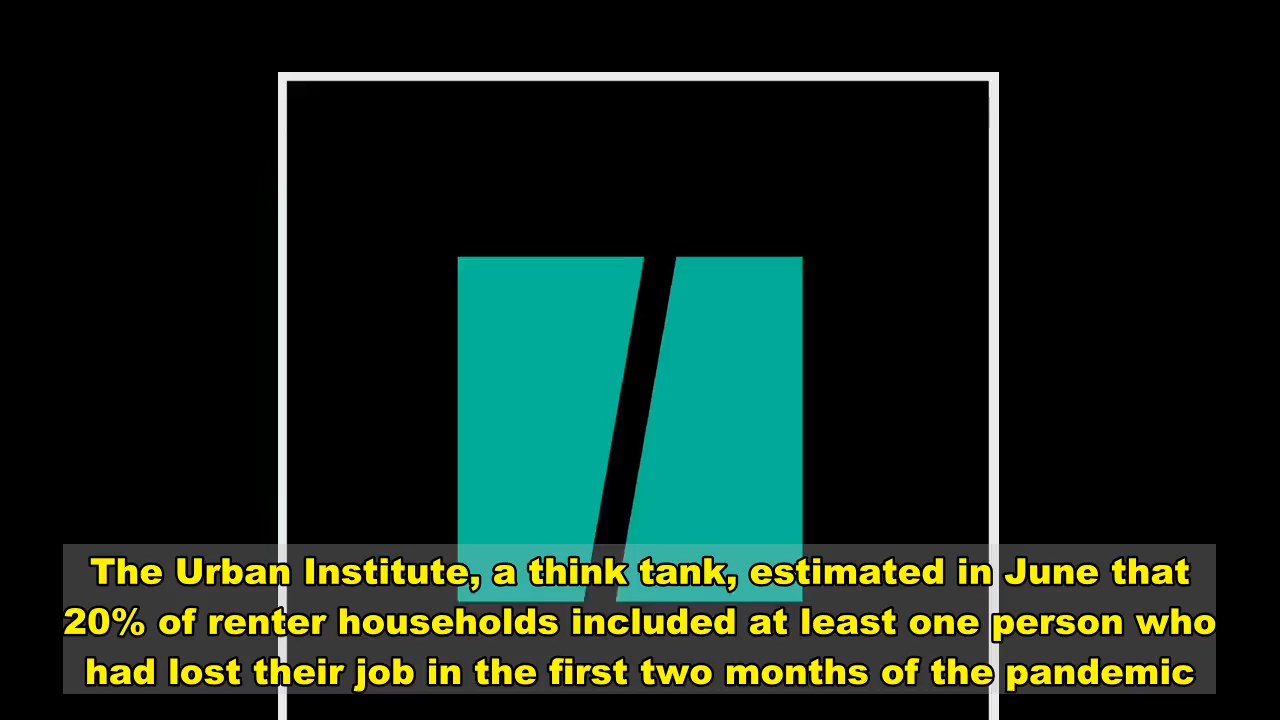 The Urban Institute, a think tank, estimated in June that
20% of renter households included at least one person who
had lost their job in the first two months of the pandemic